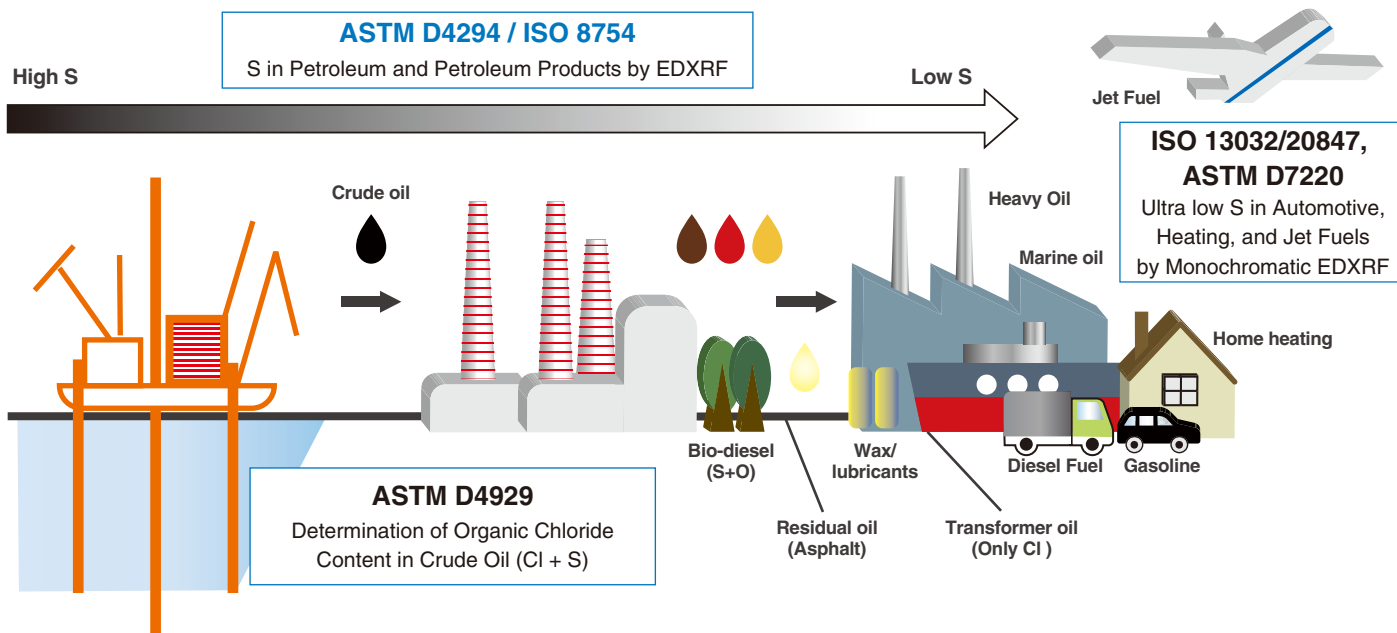 ASTM D4294 / ISO 8754
S in Petroleum and Petroleum Products by EDXRF
High S
Low S
Jet Fuel
ISO 13032/20847,
ASTM D7220
Ultra low S in Automotive,
Heating, and Jet Fuels
by Monochromatic EDXRF
Crude oil
Heavy Oil
Marine oil
Home heating
Bio-diesel
(S+O)
Wax/
lubricants
Diesel Fuel
Gasoline
ASTM D4929
Determination of Organic Chloride
Content in Crude Oil (Cl + S)
Residual oil
(Asphalt)
Transformer oil
(Only Cl )